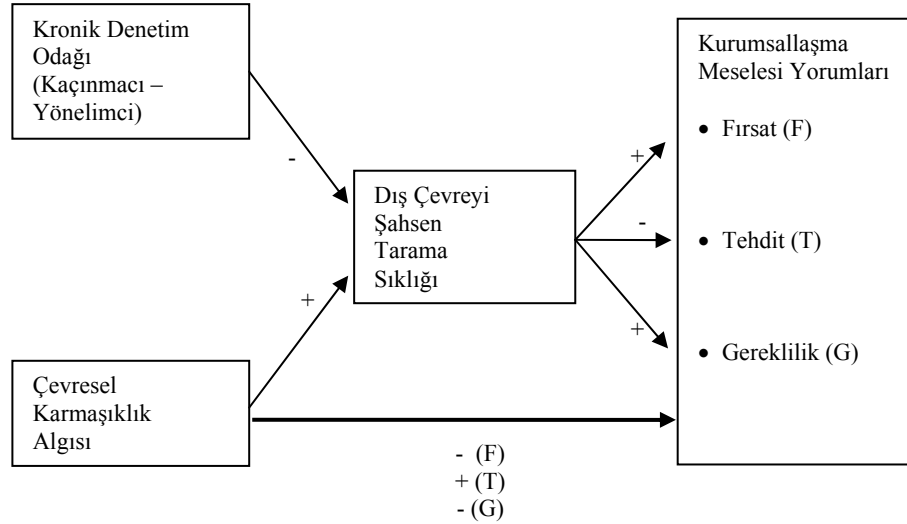 Kronik Denetim
Odağı
(Kaçınmacı –
Yönelimci)
-
Çevresel
Karmaşıklık
Algısı
+
Dış Çevreyi
Şahsen
Tarama
Sıklığı
+
-
+
Kurumsallaşma
Meselesi Yorumları
• Fırsat (F)
• Tehdit (T)
• Gereklilik (G)
- (F)
+ (T)
- (G)